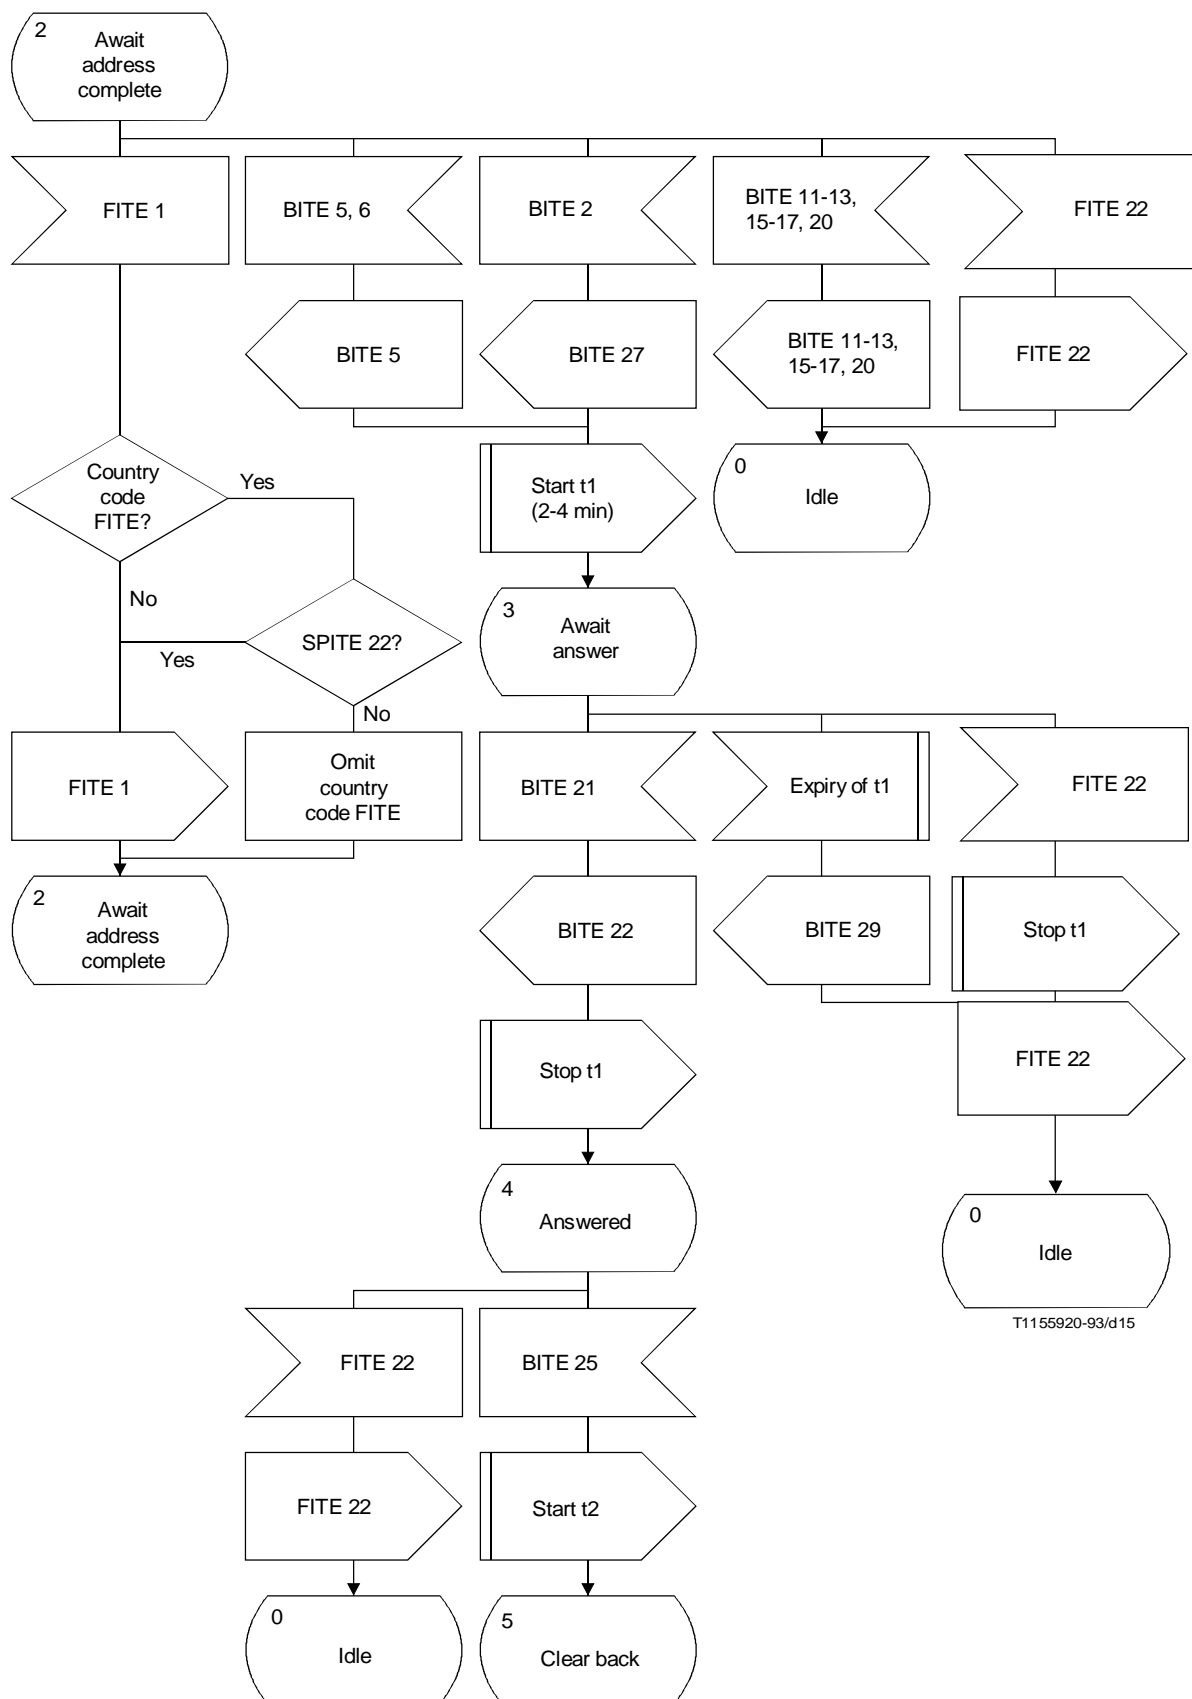 2
Await
address
complete
FITE 1
BITE 5, 6
BITE 2
BITE 11-13,
15-17, 20
FITE 22
BITE 5
BITE 27
BITE 11-13,
15-17, 20
FITE 22
Country
code
FITE?
Yes
No
Start t1
(2-4 min)
0
Idle
SPITE 22?
Yes
No
3
Await
answer
FITE 1
Omit
country
code FITE
BITE 21
Expiry of t1
FITE 22
2
Await
address
complete
BITE 22
BITE 29
Stop t1
Stop t1
FITE 22
4
Answered
0
Idle
T1155920-93/d15
FITE 22
BITE 25
FITE 22
Start t2
0
Idle
5
Clear back